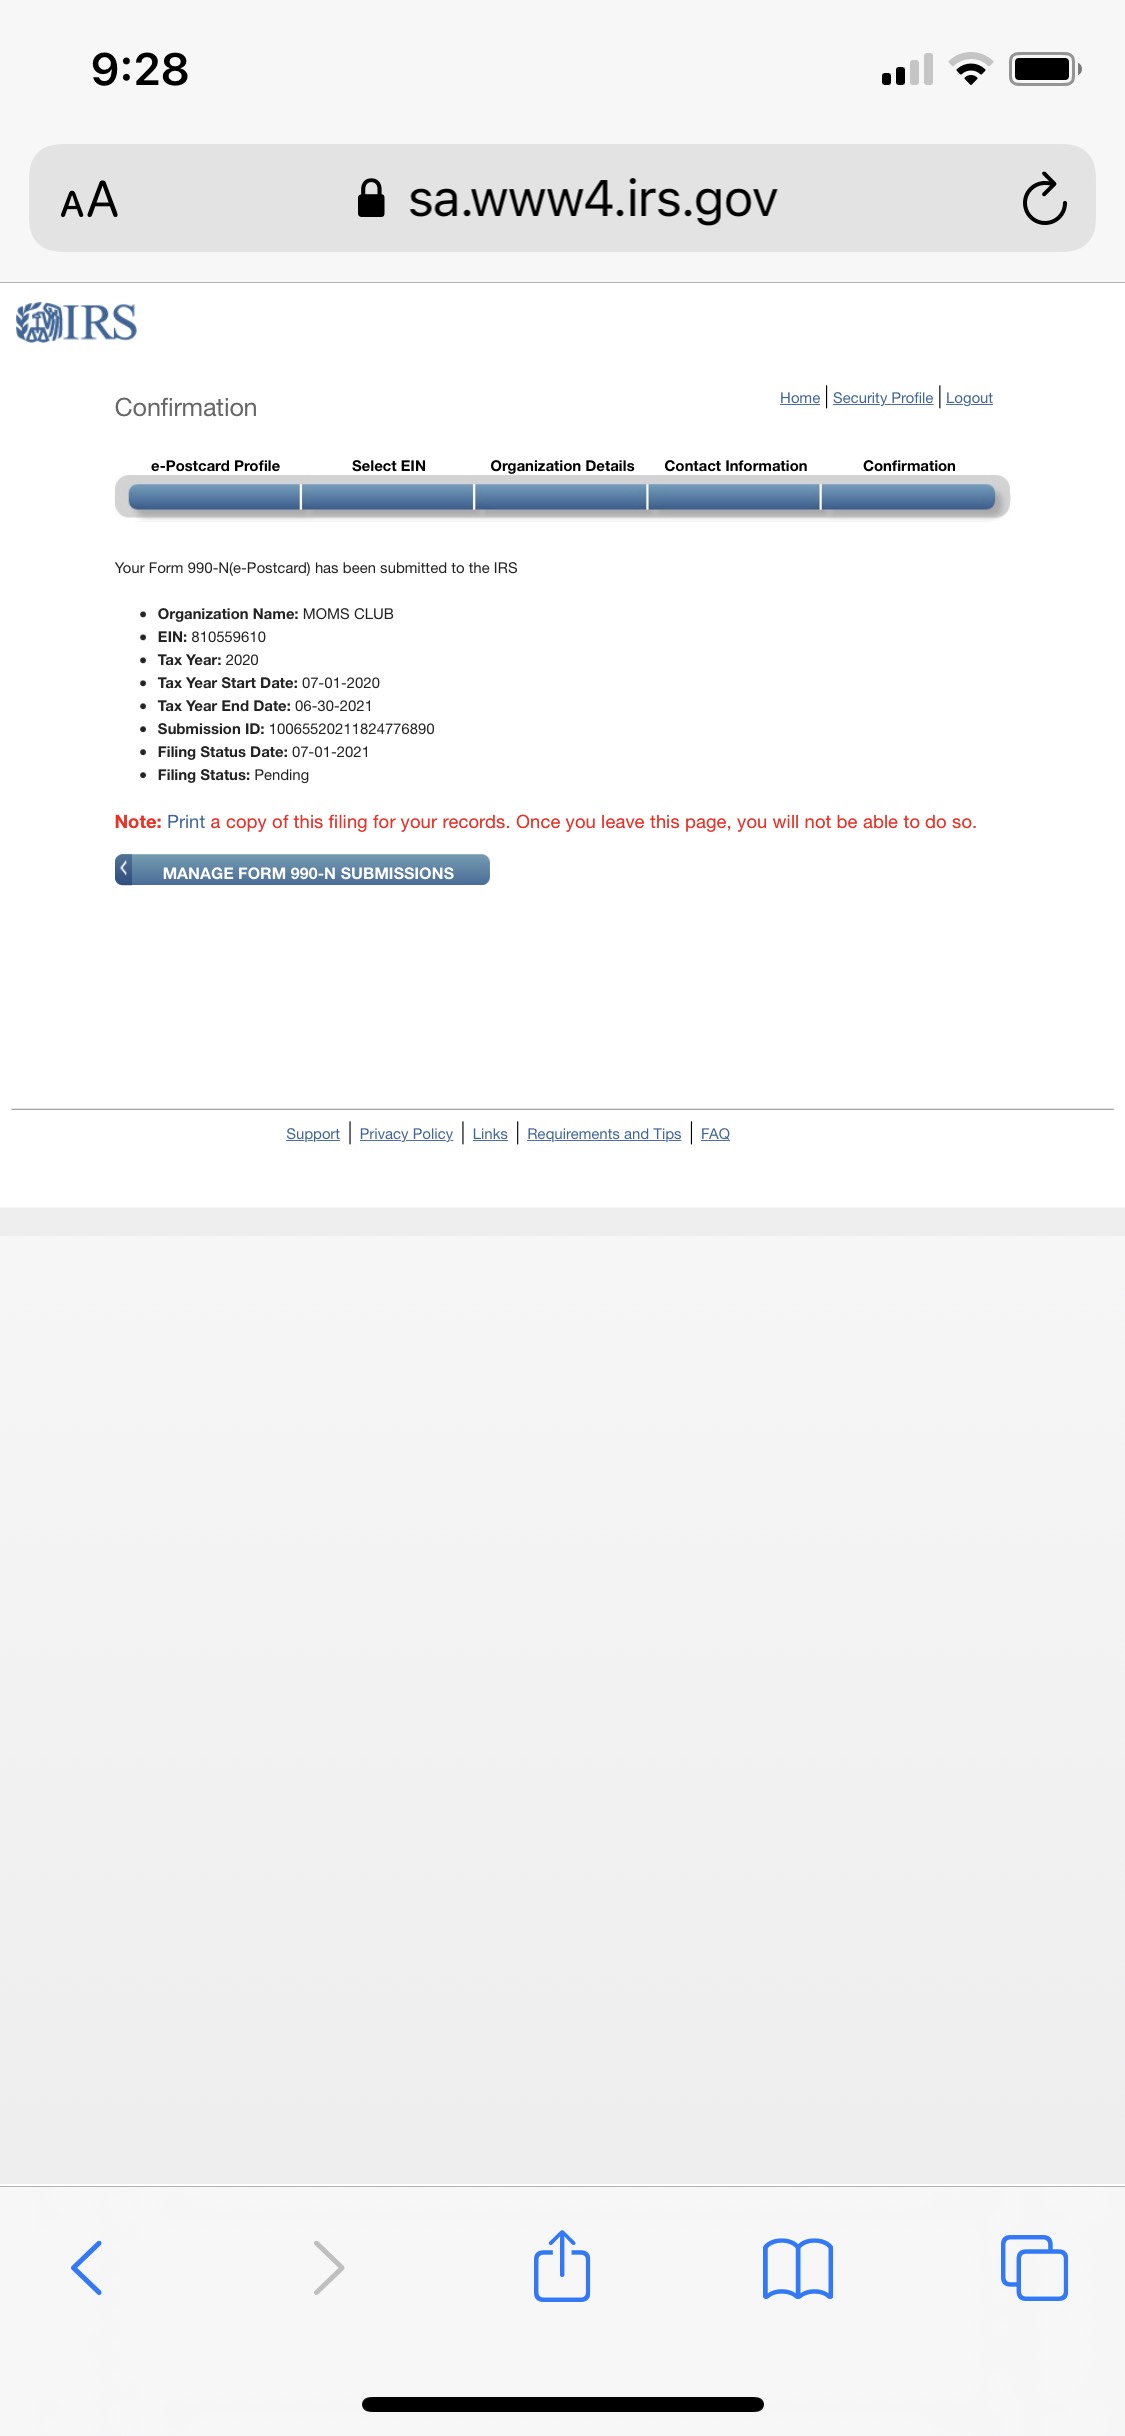 9:28
AA sa.www4.irs.gov
IRS
Confirmation
Home | Security Profile | Logout
e-Postcard Profile Select EIN Organization Details Contact Information Confirmation
Your Form 990-N(e-Postcard) has been submitted to the IRS
• Organization Name: MOMS CLUB
• EIN: 810559610
• Tax Year: 2020
• Tax Year Start Date: 07-01-2020
• Tax Year End Date: 06-30-2021
• Submission ID: 10065520211824776890
• Filing Status Date: 07-01-2021
• Filing Status: Pending
Note: Print a copy of this filing for your records. Once you leave this page, you will not be able to do so.
MANAGE FORM 990-N SUBMISSIONS
Support | Privacy Policy | Links | Requirements and Tips | FAQ